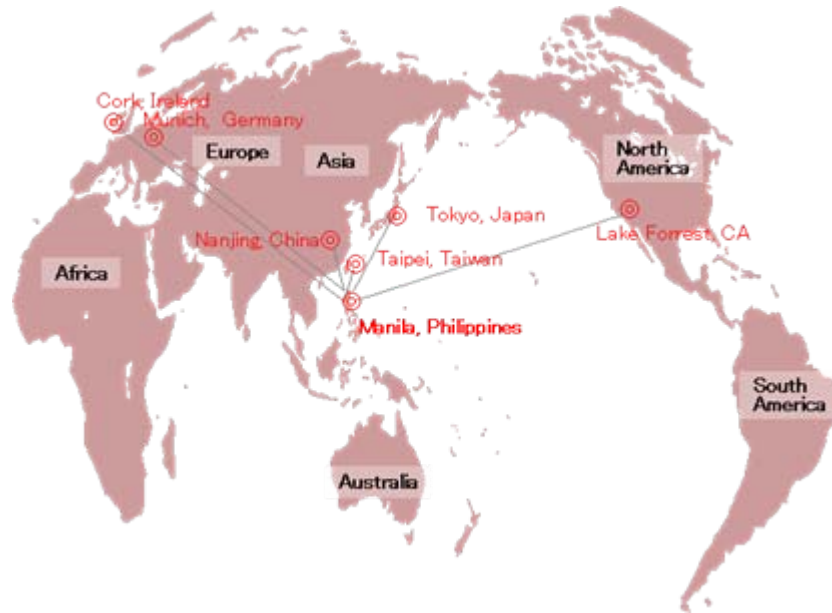 Cork, Ireland
Munich, Germany
Europe
Asia
North
America
Tokyo, Japan
Lake Forrest, CA
Nanjing, China
Taipei, Taiwan
Africa
Manila, Philippines
South
America
Australia